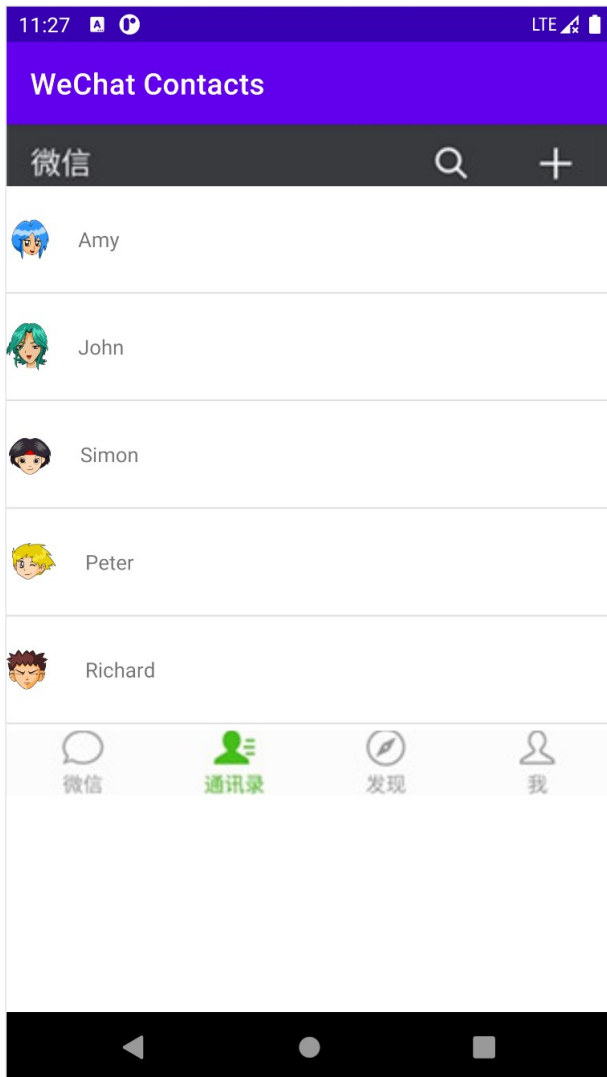 11:27 LTE
WeChat Contacts
微信
Amy
John
Simon
Peter
Richard
微信 通讯录 发现 我